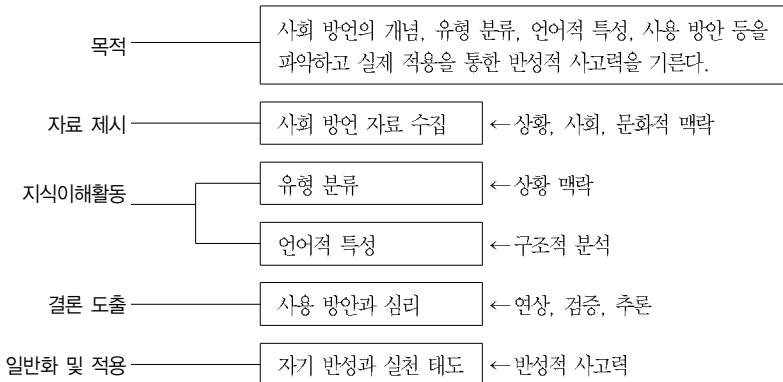 목적
사회 방언의 개념, 유형 분류, 언어적 특성, 사용 방안 등을
파악하고 실제 적용을 통한 반성적 사고력을 기른다.
자료 제시
사회 방언 자료 수집
←상황, 사회, 문화적 맥락
지식이해활동
유형 분류
←상황 맥락
언어적 특성
←구조적 분석
결론 도출
사용 방안과 심리
←연상, 검증, 추론
일반화 및 적용
자기 반성과 실천 태도
←반성적 사고력